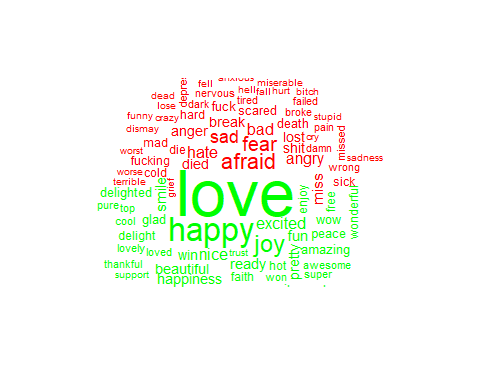 anxious
fell
miserable
hell
fall
hurt
bitch
nervous
dead
dark
tired
failed
lose
fuck
scared
broke
funny
crazy
hard
break
death
stupid
dismay
anger
sad
bad
lost
cry
pain
missed
mad
die
hate
fear
shit
damn
worst
fucking
died
afraid
angry
wrong
sadness
worse
cold
terrible
grief
miss
sick
love
delighted
smile
enjoy
free
wonderful
pure
top
cool
glad
happy
excited
wow
delight
joy
fun
peace
lovely
loved
win
nice
trust
pretty
amazing
thankful
beautiful
ready
hot
awesome
support
happiness
faith
won
super